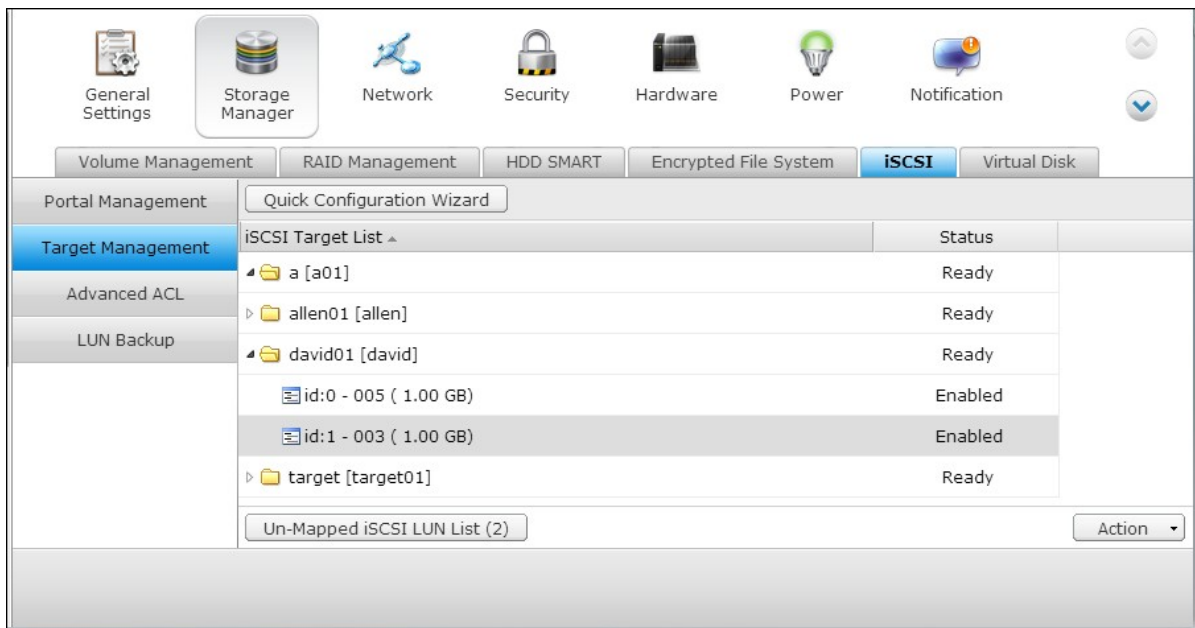 General Settings
Storage Manager
Network
Security
Hardware
Power
Notification
Volume Management
RAID Management
HDD SMART
Encrypted File System
iSCSI
Virtual Disk
Portal Management
Target Management
Advanced ACL
LUN Backup
Quick Configuration Wizard
iSCSI Target List Status
a [a01] Ready
allen01 [allen] Ready
david01 [david] Ready
id:0 - 005 ( 1.00 GB) Enabled
id:1 - 003 ( 1.00 GB) Enabled
target [target01] Ready
Un-Mapped iSCSI LUN List (2)
Action